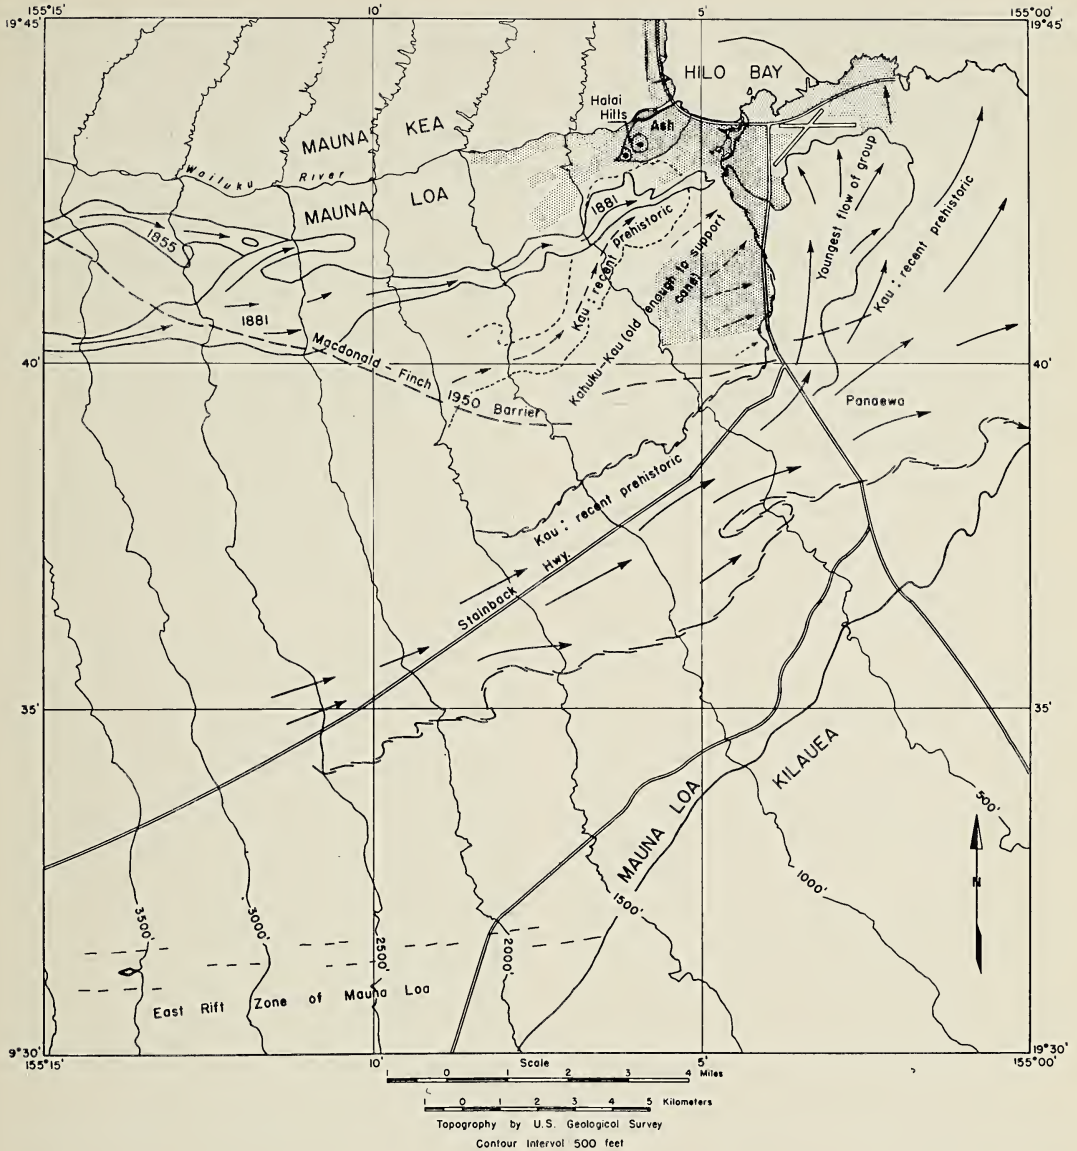 155°15'
10'
5'
155°00'
19°45'
19°45'
HILO BAY
Halai
Hills
Ash
MAUNA KEA
Wailuku River
MAUNA LOA
1855
1881
1881
Kau : recent prehistoric
Kahuku-Kau (old enough to support
cane)
Youngest flow of group
Kau : recent prehistoric
Macdonald-Finch 1950 Barrier
40'
40'
Panaewa
Kau : recent prehistoric
Stainback Hwy.
35'
35'
MAUNA LOA
KILAUEA
500'
1000'
1500'
2000'
2500'
3000'
3500'
N
East Rift Zone of Mauna Loa
9°30'
19°30'
155°15'
10'
5'
155°00'
Scale
1 0 1 2 3 4 Miles
1 0 1 2 3 4 5 Kilometers
Topography by U.S. Geological Survey
Contour Interval 500 feet